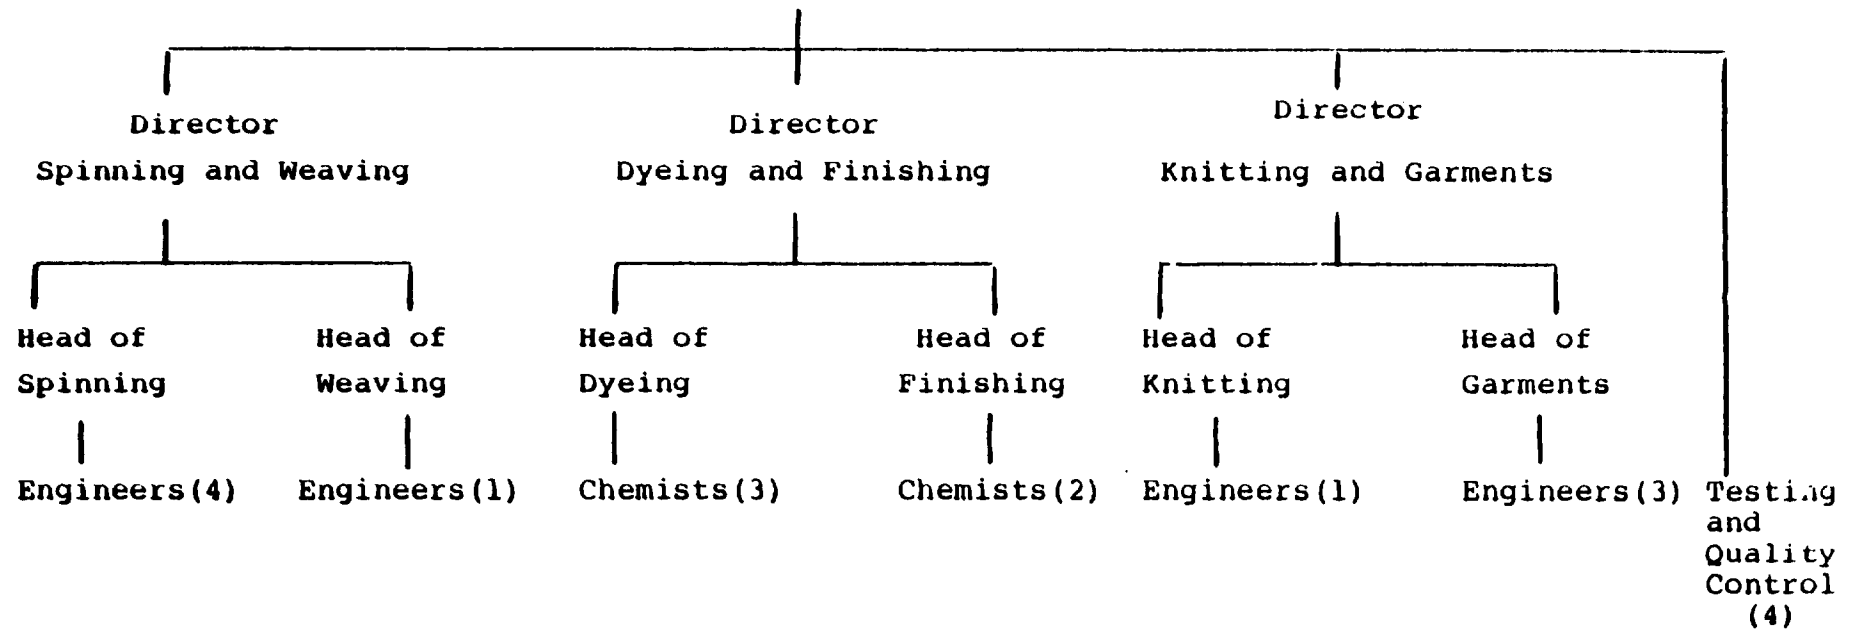 Director
Spinning and Weaving
Director
Dyeing and Finishing
Director
Knitting and Garments
Head of
Spinning
Head of
Weaving
Head of
Dyeing
Head of
Finishing
Head of
Knitting
Head of
Garments
Engineers(4)
Engineers(1)
Chemists(3)
Chemists(2)
Engineers(1)
Engineers(3)
Testing
and
Quality
Control
(4)